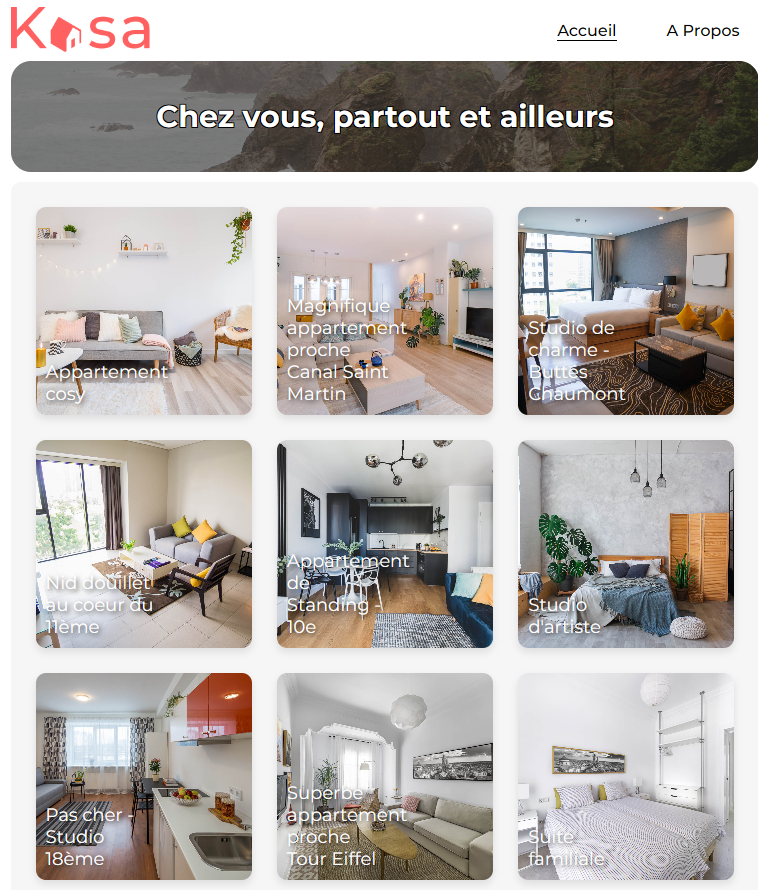 Kasa
Accueil
A Propos
Chez vous, partout et ailleurs
Appartement
cosy
Magnifique
appartement
proche
Canal Saint
Martin
Studio de
charme -
Buttes
Chaumont
Nid douillet
au coeur du
11ème
Appartement
de
Standing -
10e
Studio
d'artiste
Pas cher -
Studio
18ème
Superbe
appartement
proche
Tour Eiffel
Suite
familiale